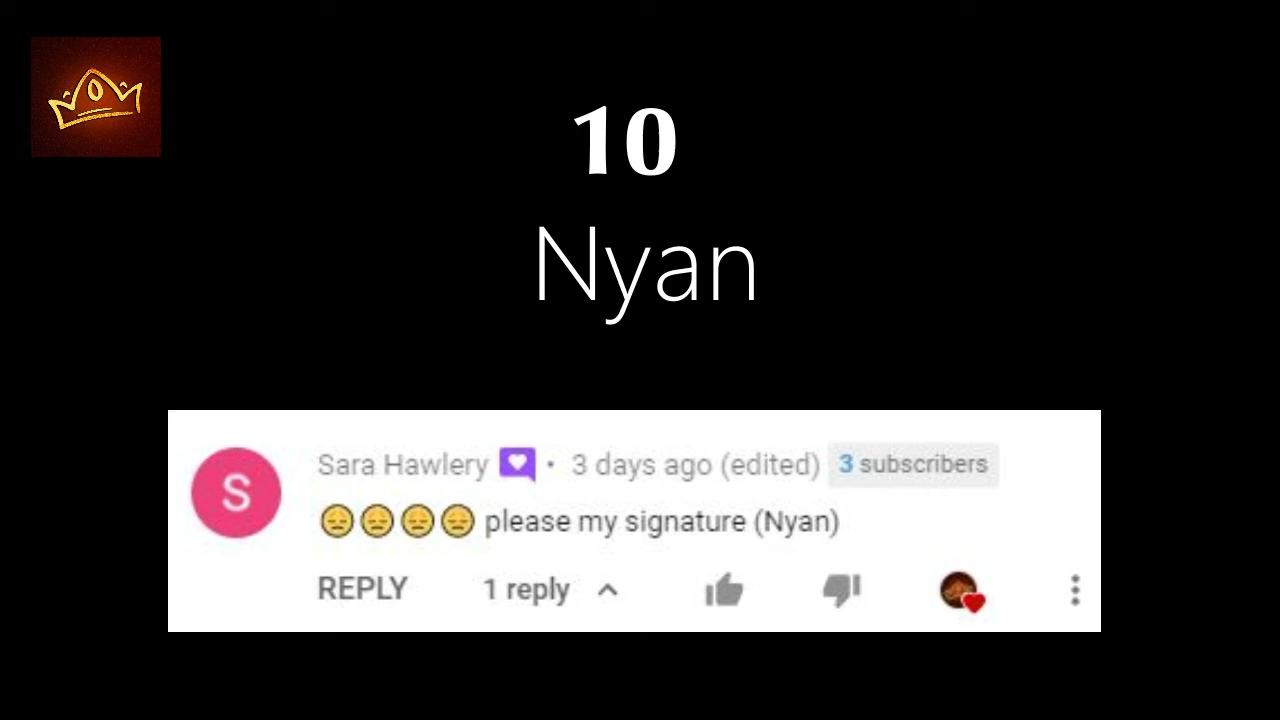 10
Nyan
S
Sara Hawlery • 3 days ago (edited) 3 subscribers
😞😞😞😞 please my signature (Nyan)
REPLY 1 reply